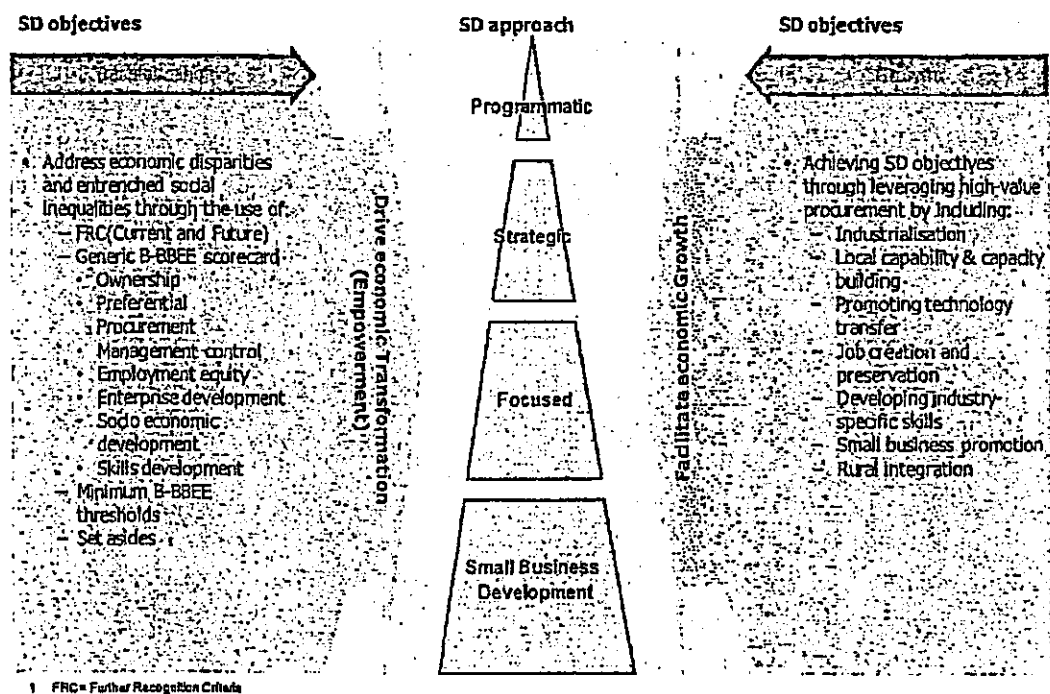 SD objectives
Address economic disparities
and entrenched social
inequalities through the use of:
– FRC(Current and Future)
– Generic B-BBEE scorecard
• Ownership
• Preferential
• Procurement
• Management control
• Employment equity
• Enterprise development
• Socio economic
development
• Skills development
– Minimum B-BBEE
thresholds
– Set asides
Drive economic Transformation
(Empowerment)
SD approach
Programmatic
Strategic
Focused
Small Business
Development
Facilitate economic Growth
SD objectives
• Achieving SD objectives
through leveraging high-value
procurement by including:
– Industrialisation
– Local capability & capacity
building
– Promoting technology
transfer
– Job creation and
preservation
– Developing industry-
specific skills
– Small business promotion
– Rural integration
1 FRC= Further Recognition Criteria